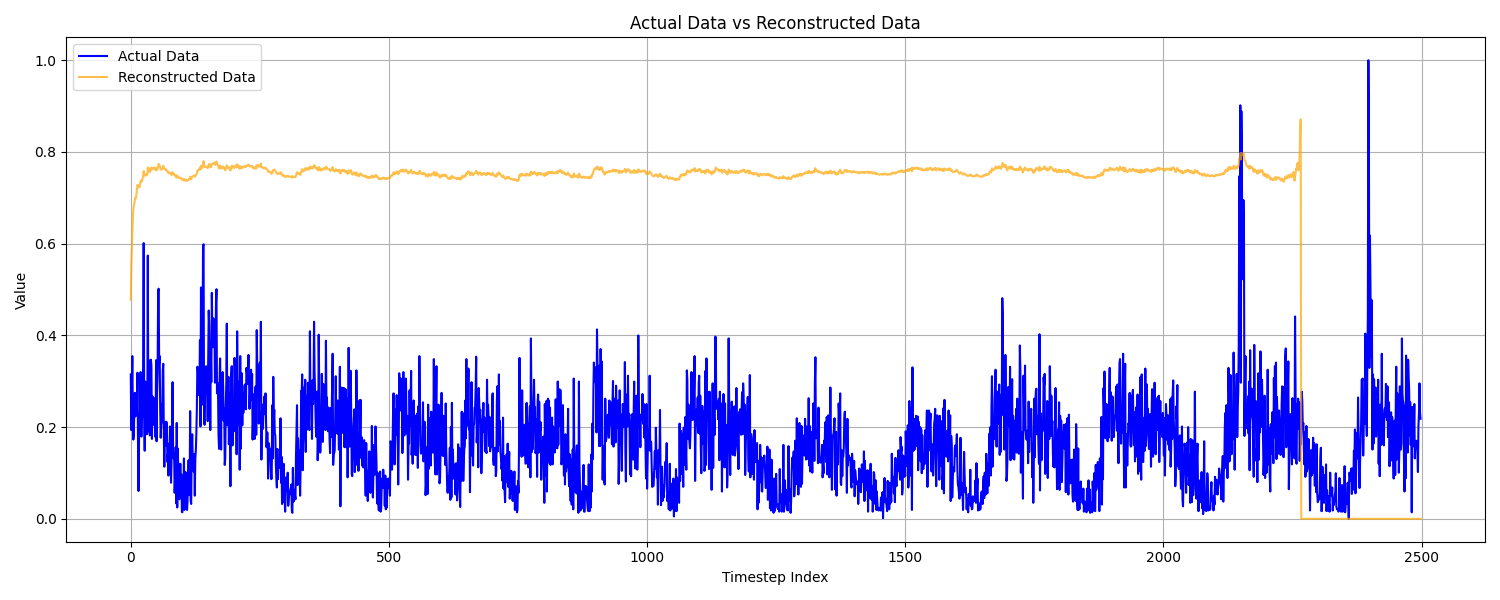 Actual Data vs Reconstructed Data
Actual Data
Reconstructed Data
Value
1.0
0.8
0.6
0.4
0.2
0.0
0 500 1000 1500 2000 2500
Timestep Index